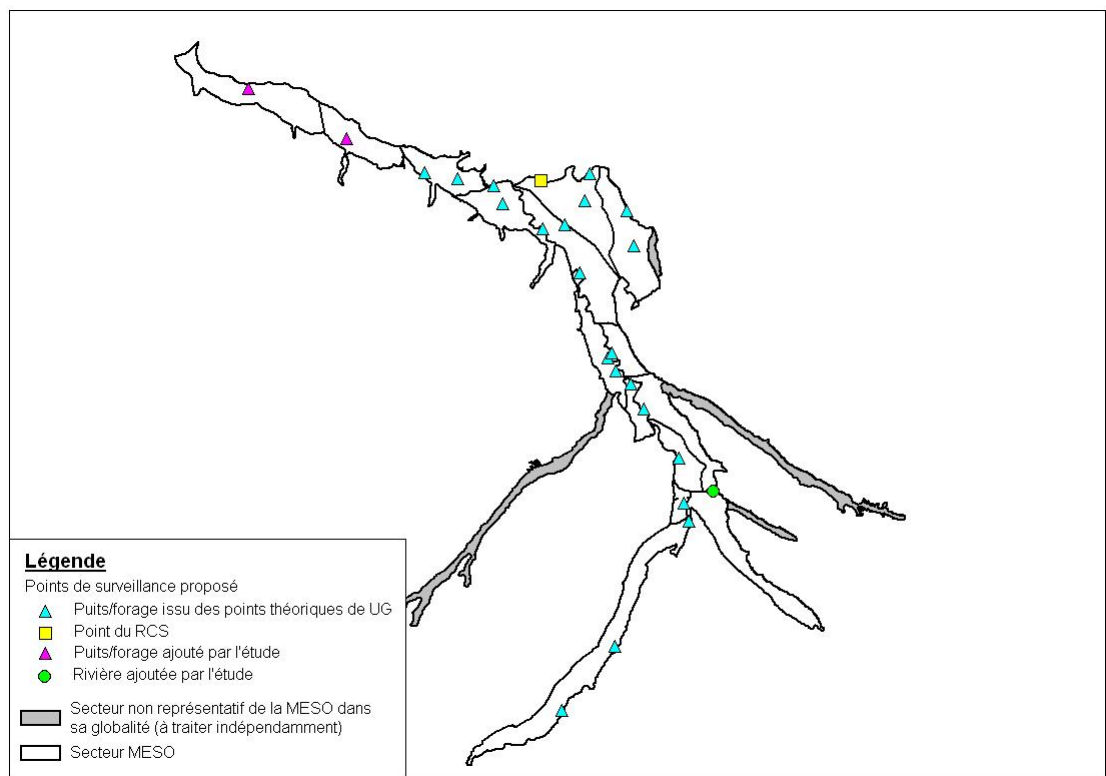 Légende
Points de surveillance proposé
Puits/forage issu des points théoriques de UG
Point du RCS
Puits/forage ajouté par l'étude
Rivière ajoutée par l'étude
Secteur non représentatif de la MESO dans
sa globalité (à traiter indépendamment)
Secteur MESO